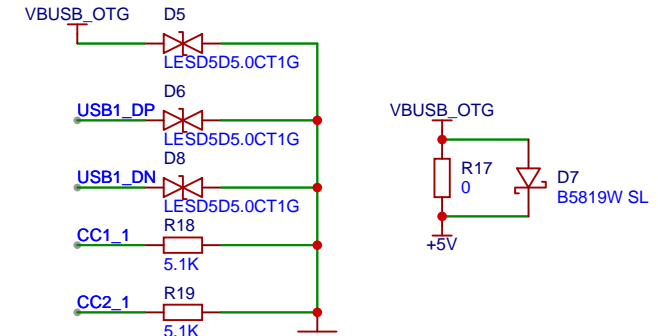 VBUSB_OTG
D5
LESD5D5.0CT1G
D6
USB1_DP
LESD5D5.0CT1G
D8
USB1_DN
LESD5D5.0CT1G
R18
CC1_1
5.1K
R19
CC2_1
5.1K
VBUSB_OTG
R17
0
D7
B5819W SL
+5V